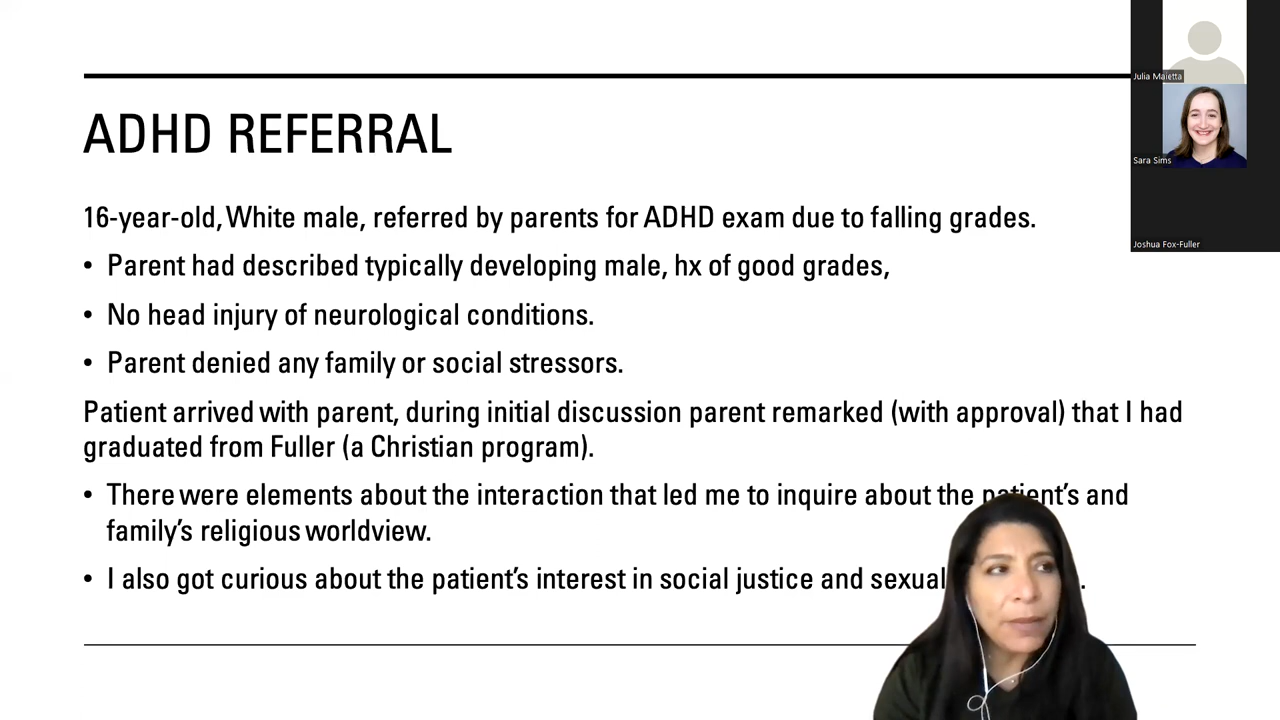 ADHD REFERRAL
16-year-old, White male, referred by parents for ADHD exam due to falling grades.
• Parent had described typically developing male, hx of good grades,
• No head injury of neurological conditions.
• Parent denied any family or social stressors.
Patient arrived with parent, during initial discussion parent remarked (with approval) that I had
graduated from Fuller (a Christian program).
• There were elements about the interaction that led me to inquire about the patient's and
family's religious worldview.
• I also got curious about the patient's interest in social justice and sexual .
Julia Maietta
Sara Sims
Joshua Fox-Fuller